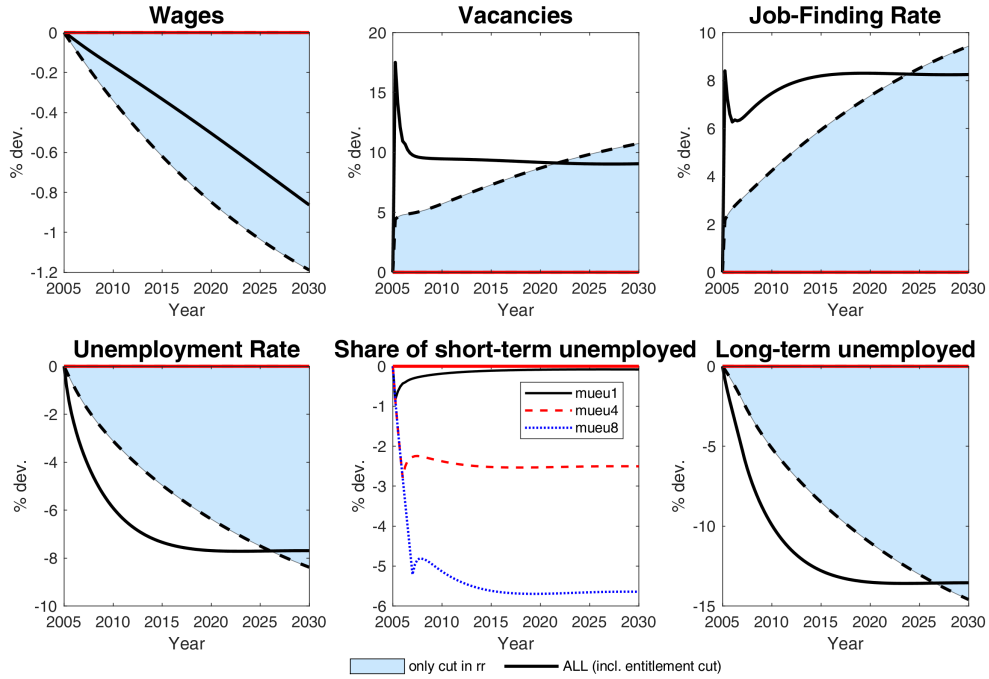 Wages
0
-0.2
-0.4
-0.6
-0.8
-1
-1.2
% dev.
2005 2010 2015 2020 2025 2030
Year
Vacancies
20
15
10
5
0
% dev.
2005 2010 2015 2020 2025 2030
Year
Job-Finding Rate
10
8
6
4
2
0
% dev.
2005 2010 2015 2020 2025 2030
Year
Unemployment Rate
0
-2
-4
-6
-8
-10
% dev.
2005 2010 2015 2020 2025 2030
Year
Share of short-term unemployed
0
-1
-2
-3
-4
-5
-6
% dev.
mueu1
mueu4
mueu8
2005 2010 2015 2020 2025 2030
Year
Long-term unemployed
0
-5
-10
-15
% dev.
2005 2010 2015 2020 2025 2030
Year
only cut in rr ALL (incl. entitlement cut)